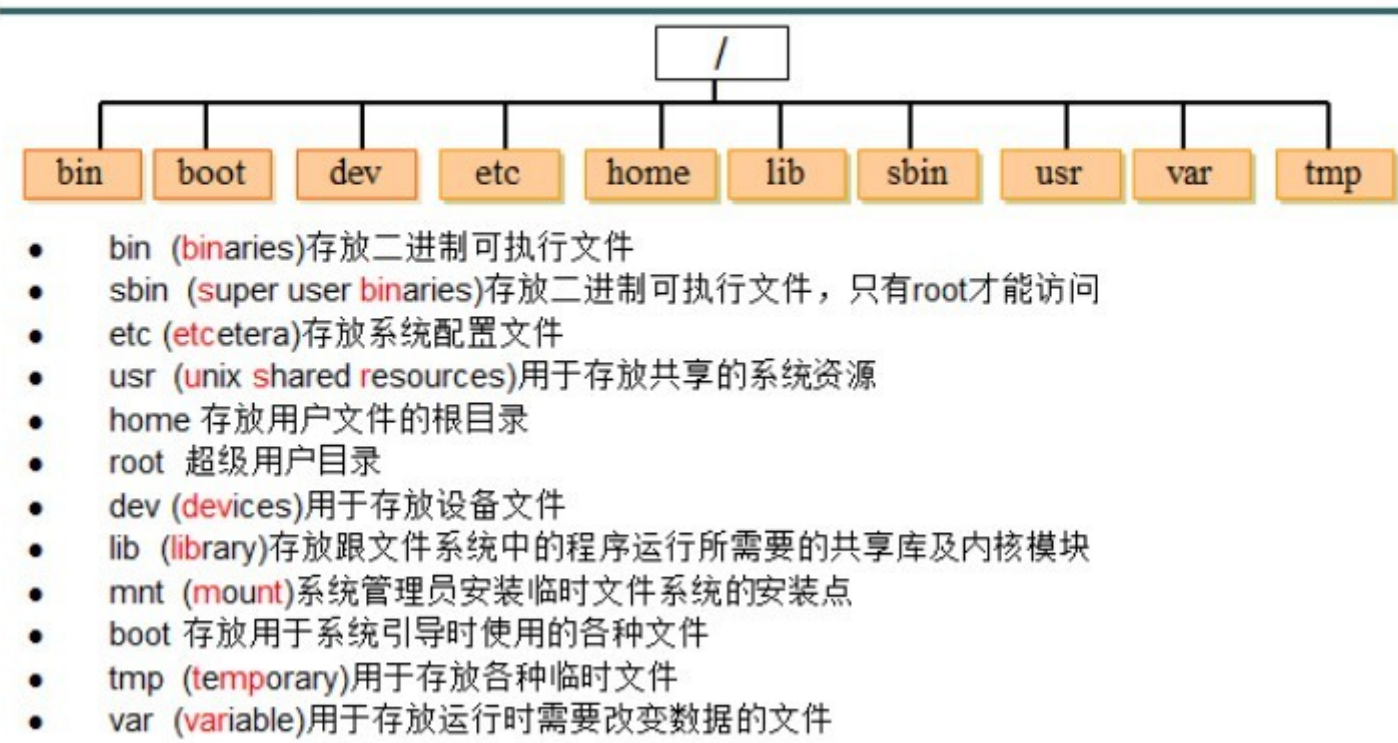 /
bin boot dev etc home lib sbin usr var tmp
● bin (binaries)存放二进制可执行文件
● sbin (super user binaries)存放二进制可执行文件，只有root才能访问
● etc (etcetera)存放系统配置文件
● usr (unix shared resources)用于存放共享的系统资源
● home 存放用户文件的根目录
● root 超级用户目录
● dev (devices)用于存放设备文件
● lib (library)存放跟文件系统中的程序运行所需要的共享库及内核模块
● mnt (mount)系统管理员安装临时文件系统的安装点
● boot 存放用于系统引导时使用的各种文件
● tmp (temporary)用于存放各种临时文件
● var (variable)用于存放运行时需要改变数据的文件